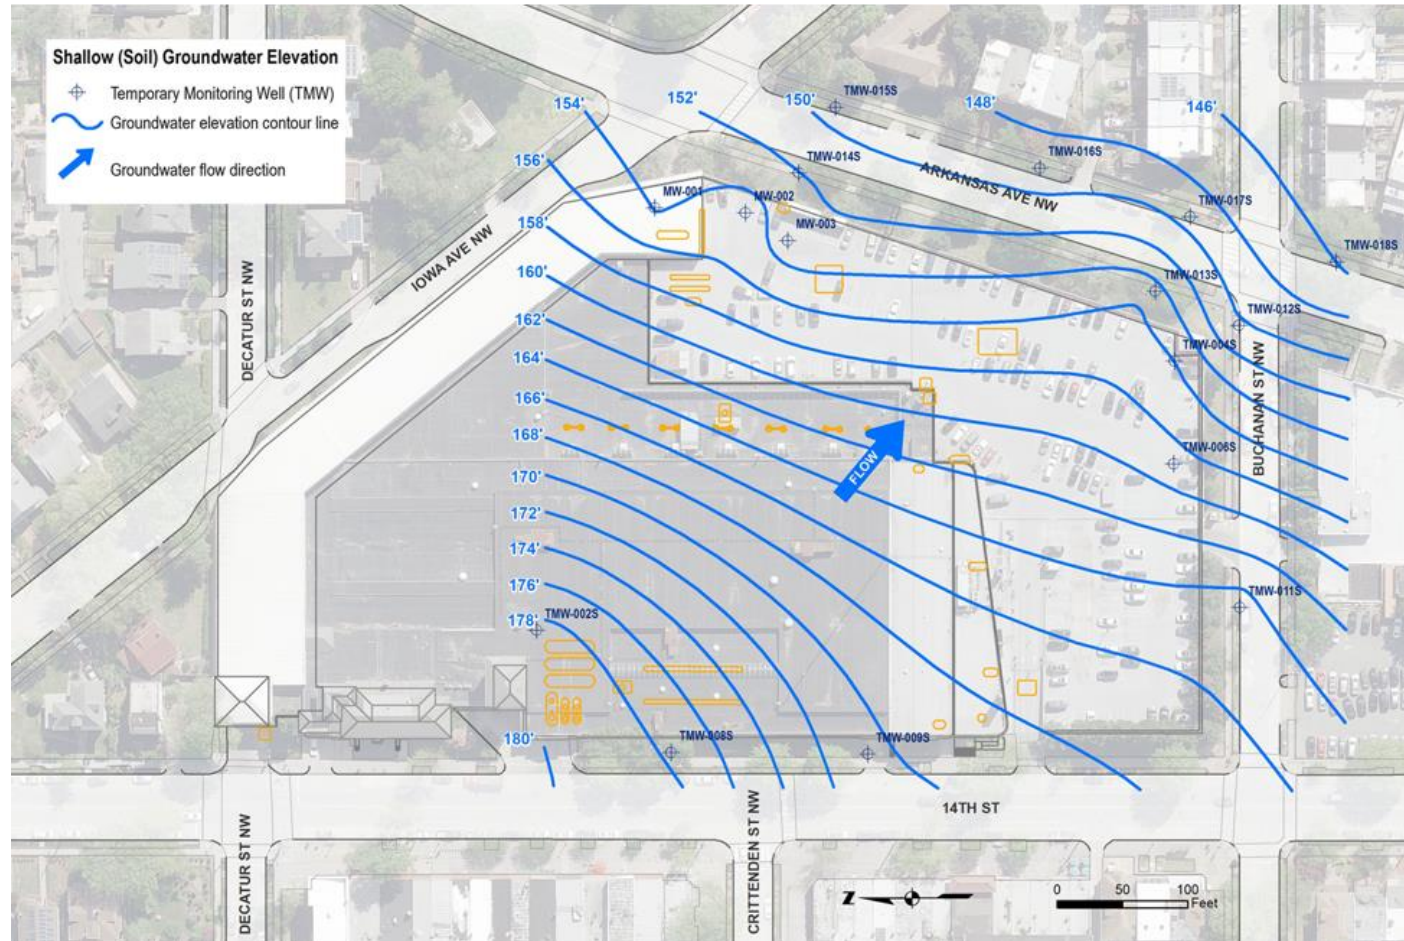 Shallow (Soil) Groundwater Elevation
Temporary Monitoring Well (TMW)
Groundwater elevation contour line
Groundwater flow direction
154'
152'
150'
148'
146'
TMW-015S
TMW-014S
TMW-016S
ARKANSAS AVE NW
156'
MW-001
MW-002
MW-003
TMW-017S
TMW-018S
158'
IOWA AVE NW
DECATUR ST NW
160'
TMW-013S
TMW-012S
162'
TMW-004S
164'
166'
168'
BUCHANAN ST NW
TMW-006S
FLOW
170'
172'
174'
176'
178'
TMW-002S
TMW-011S
180'
TMW-008S
TMW-009S
14TH ST
DECATUR ST NW
CRITTENDEN ST NW
Z
0 50 100
Feet